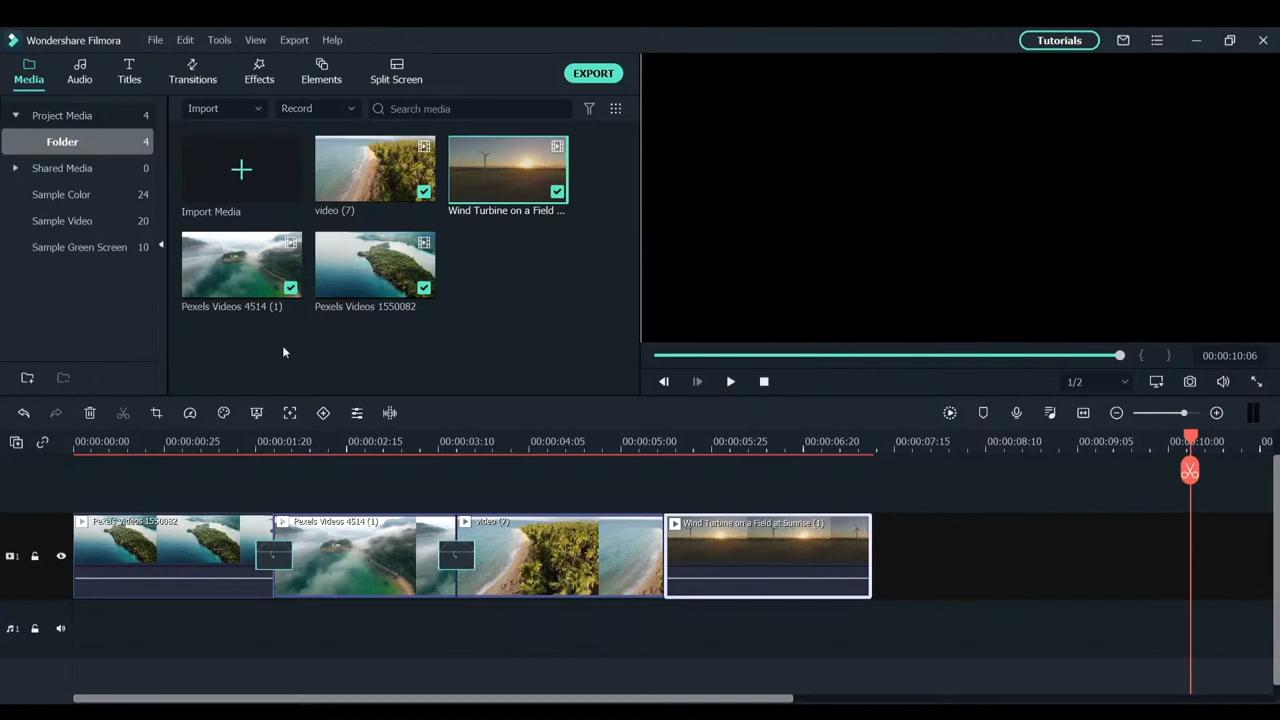 Wondershare Filmora File Edit Tools View Export Help Tutorials
Media Audio Titles Transitions Effects Elements Split Screen EXPORT
Project Media 4
Folder 4
Shared Media 0
Sample Color 24
Sample Video 20
Sample Green Screen 10
Import Record Search media
Import Media video (7) Wind Turbine on a Field ...
Pexels Videos 4514 (1) Pexels Videos 1550082
00:00:10:06
1/2
00:00:00:00 00:00:00:25 00:00:01:20 00:00:02:15 00:00:03:10 00:00:04:05 00:00:05:00 00:00:05:25 00:00:06:20 00:00:07:15 00:00:08:10 00:00:09:05 00:00:10:00 00
Pexels Videos 1550082 Pexels Videos 4514 (1) video (7) Wind Turbine on a Field at Sunrise (1)
1
1